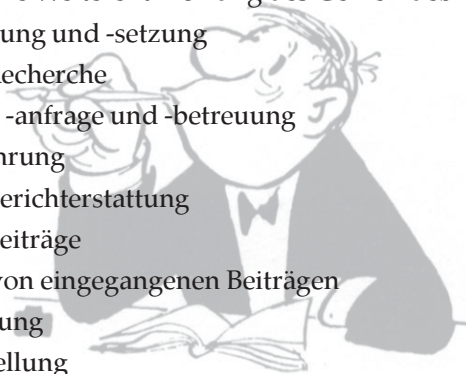 ung und -setzung
echerche
-anfrage und -betreuung
hrung
erichterstattung
eiträge
von eingegangenen Beiträgen
ung
ellung